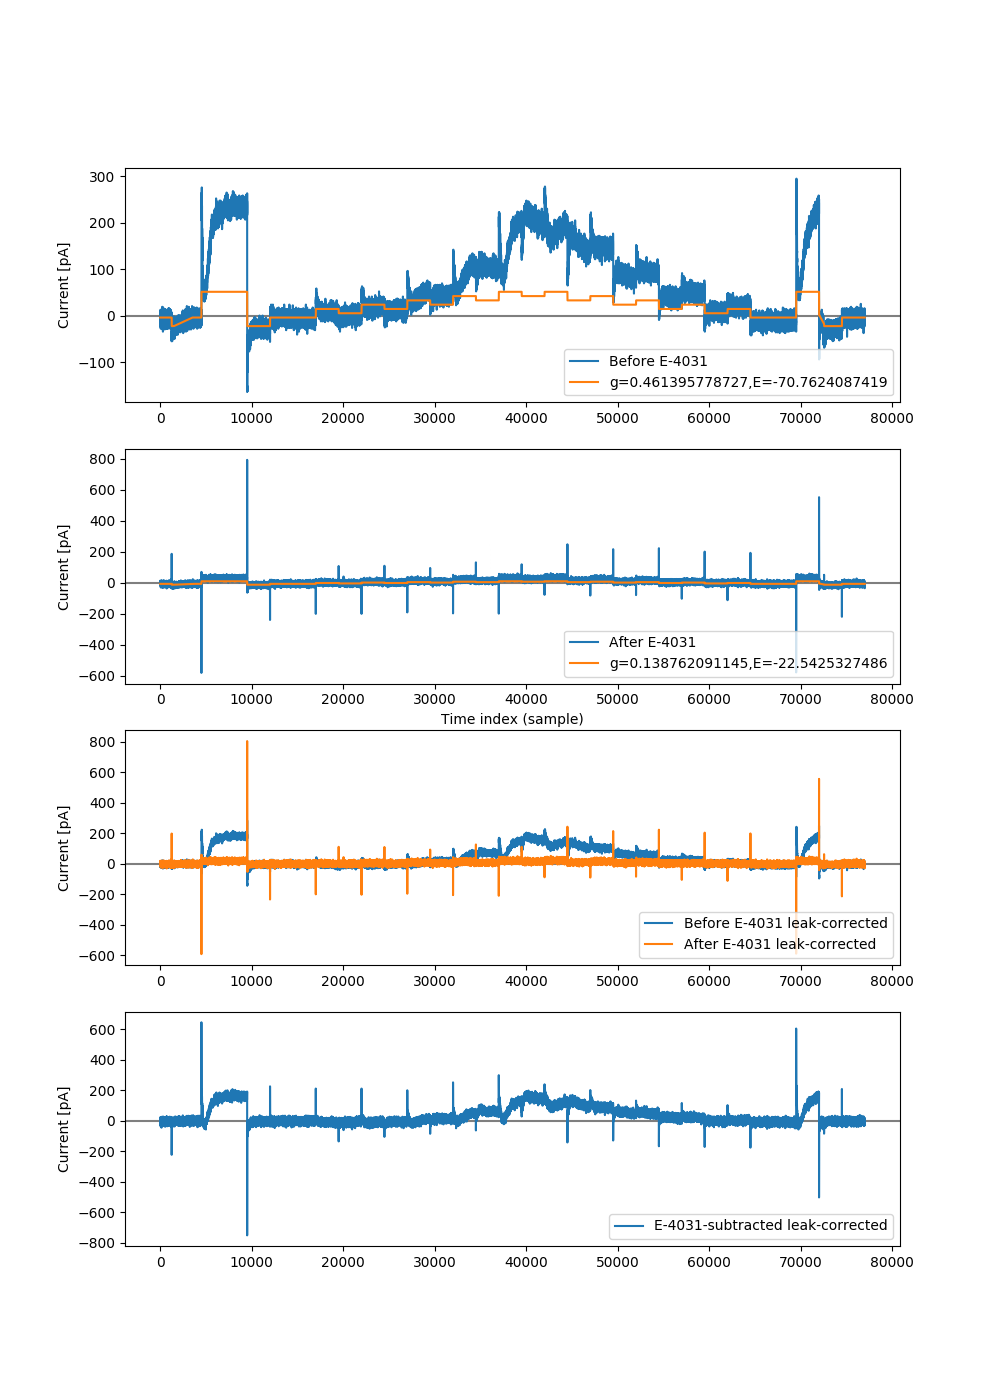 300
200
100
0
−100
Current [pA]
Before E-4031
g=0.461395778727,E=-70.7624087419
0 10000 20000 30000 40000 50000 60000 70000 80000
800
600
400
200
0
−200
−400
−600
Current [pA]
After E-4031
g=0.138762091145,E=-22.5425327486
0 10000 20000 30000 40000 50000 60000 70000 80000
Time index (sample)
800
600
400
200
0
−200
−400
−600
Current [pA]
Before E-4031 leak-corrected
After E-4031 leak-corrected
0 10000 20000 30000 40000 50000 60000 70000 80000
600
400
200
0
−200
−400
−600
−800
Current [pA]
E-4031-subtracted leak-corrected
0 10000 20000 30000 40000 50000 60000 70000 80000